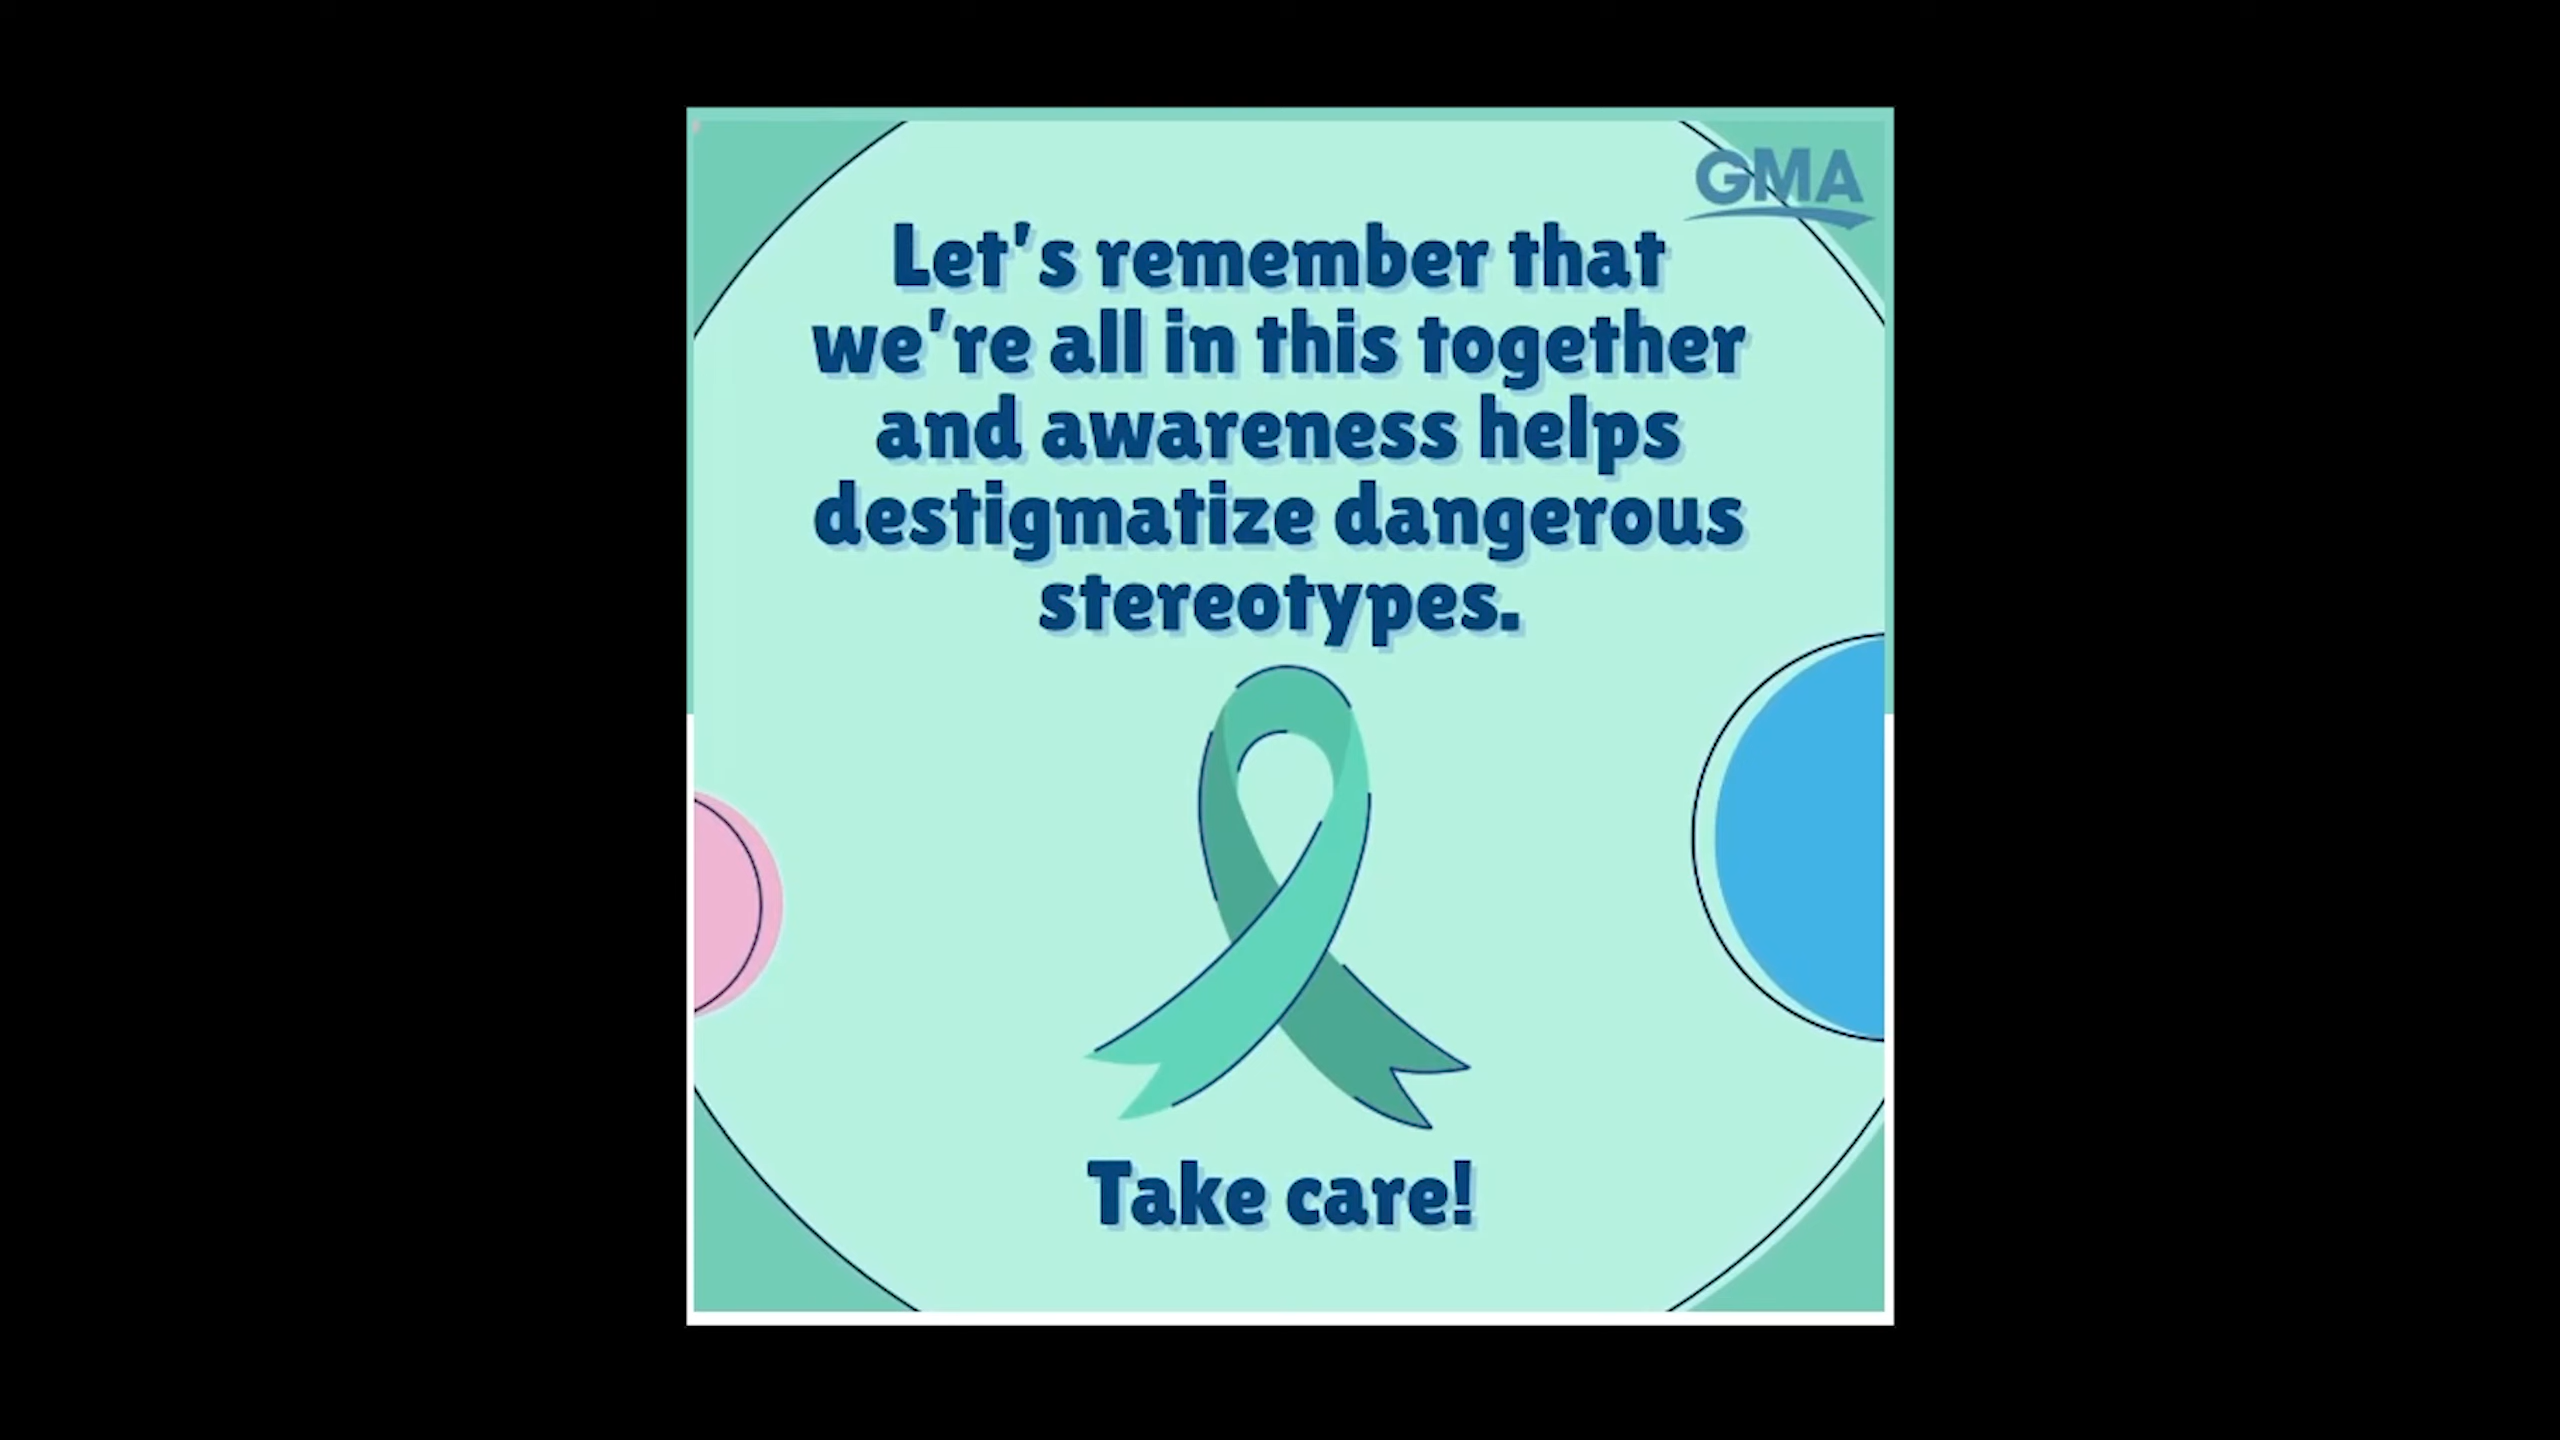 GMA
Let's remember that
we're all in this together
and awareness helps
destigmatize dangerous
stereotypes.
Take care!